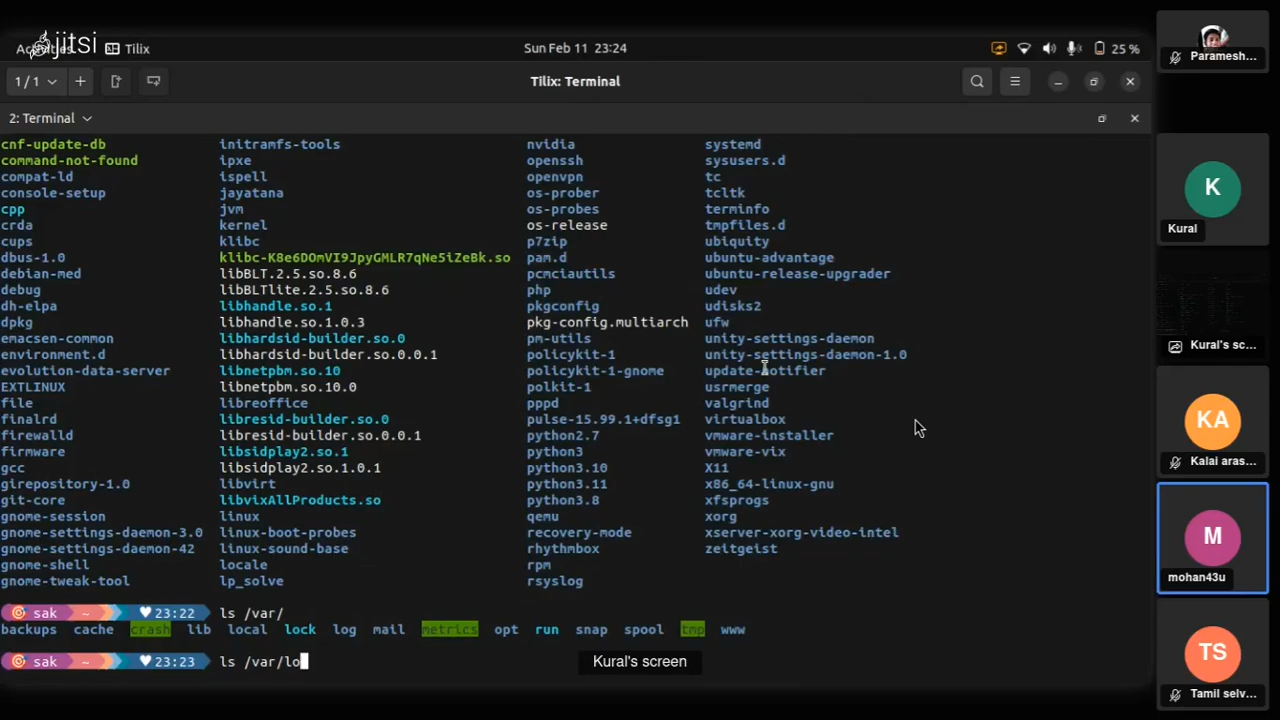 Activities
jitsi
Tilix
Sun Feb 11 23:24
25 %
1 / 1
Tilix: Terminal
2: Terminal
cnf-update-db initramfs-tools nvidia systemd
command-not-found ipxe openssh sysusers.d
compat-ld ispell openvpn tc
console-setup jayatana os-prober tcltk
cpp jvm os-probes terminfo
crda kernel os-release tmpfiles.d
cups klibc p7zip ubiquity
dbus-1.0 klibc-K8e6DOmVI9JpyGMLR7qNe5iZeBk.so pam.d ubuntu-advantage
debian-med libBLT.2.5.so.8.6 pcmciautils ubuntu-release-upgrader
debug libBLTlite.2.5.so.8.6 php udev
dh-elpa libhandle.so.1 pkgconfig udisks2
dpkg libhandle.so.1.0.3 pkg-config.multiarch ufw
emacsen-common libhardsid-builder.so.0 pm-utils unity-settings-daemon
environment.d libhardsid-builder.so.0.0.1 policykit-1 unity-settings-daemon-1.0
evolution-data-server libnetpbm.so.10 policykit-1-gnome update-notifier
EXTLINUX libnetpbm.so.10.0 polkit-1 usrmerge
file libreoffice pppd valgrind
finalrd libresid-builder.so.0 pulse-15.99.1+dfsg1 virtualbox
firewalld libresid-builder.so.0.0.1 python2.7 vmware-installer
firmware libsidplay2.so.1 python3 vmware-vix
gcc libsidplay2.so.1.0.1 python3.10 X11
girepository-1.0 libvirt python3.11 x86_64-linux-gnu
git-core libvixAllProducts.so python3.8 xfsprogs
gnome-session linux qemu xorg
gnome-settings-daemon-3.0 linux-boot-probes recovery-mode xserver-xorg-video-intel
gnome-settings-daemon-42 linux-sound-base rhythmbox zeitgeist
gnome-shell locale rpm
gnome-tweak-tool lp_solve rsyslog
sak ~ ♥23:22 ls /var/
backups cache crash lib local lock log mail metrics opt run snap spool tmp www
sak ~ ♥23:23 ls /var/lo
Kural's screen
Paramesh...
K
Kural
Kural's sc...
KA
Kalai aras...
M
mohan43u
TS
Tamil selv...